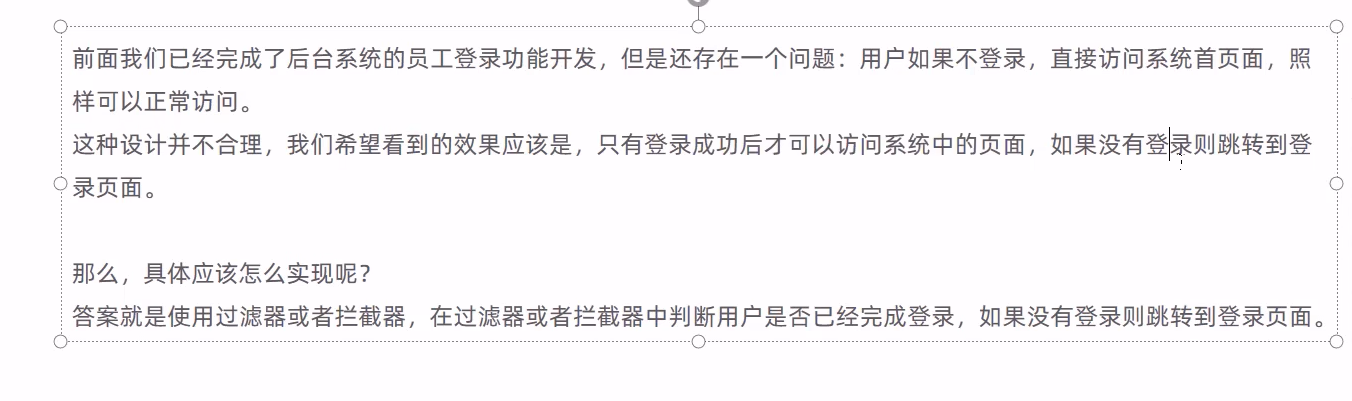 前面我们已经完成了后台系统的员工登录功能开发，但是还存在一个问题：用户如果不登录，直接访问系统首页面，照
样可以正常访问。
这种设计并不合理，我们希望看到的效果应该是，只有登录成功后才可以访问系统中的页面，如果没有登录则跳转到登
录页面。
那么，具体应该怎么实现呢？
答案就是使用过滤器或者拦截器，在过滤器或者拦截器中判断用户是否已经完成登录，如果没有登录则跳转到登录页面。